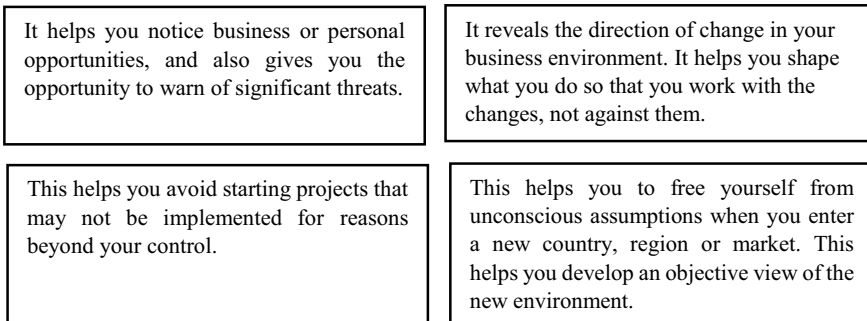 It helps you notice business or personal
opportunities, and also gives you the
opportunity to warn of significant threats.
It reveals the direction of change in your
business environment. It helps you shape
what you do so that you work with the
changes, not against them.
This helps you avoid starting projects that
may not be implemented for reasons
beyond your control.
This helps you to free yourself from
unconscious assumptions when you enter
a new country, region or market. This
helps you develop an objective view of the
new environment.